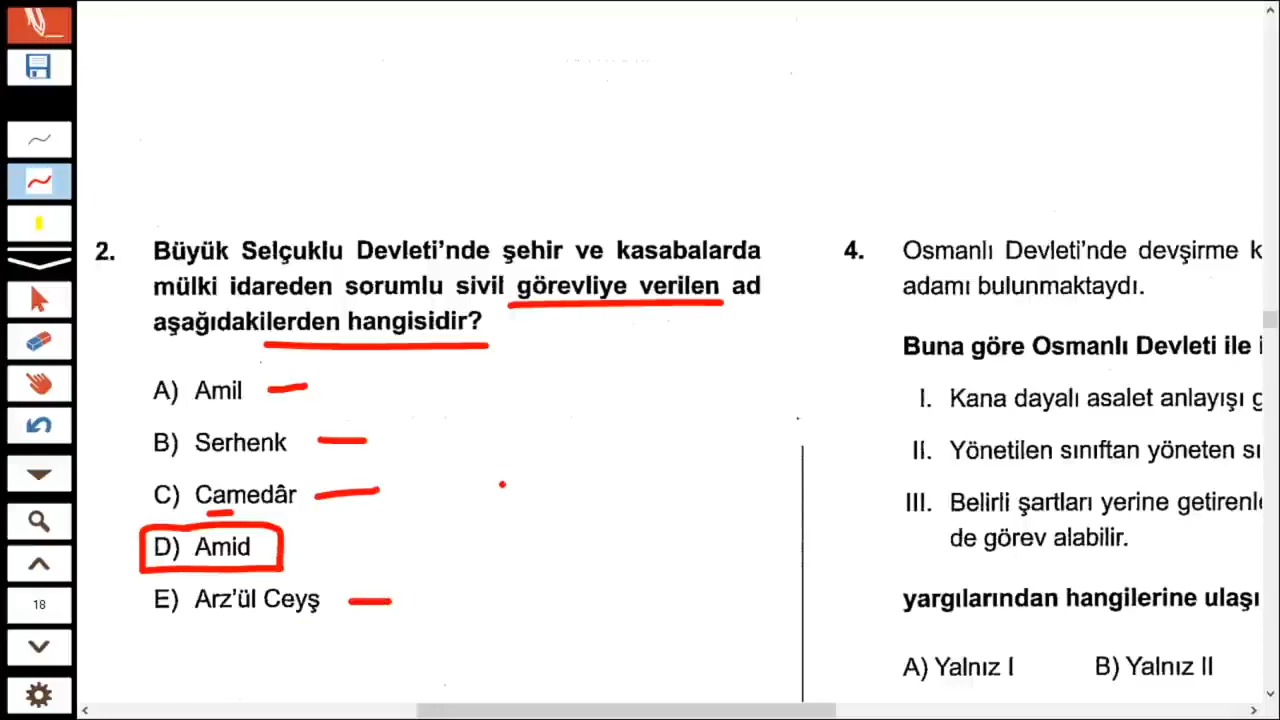 2. Büyük Selçuklu Devleti’nde şehir ve kasabalarda
mülki idareden sorumlu sivil görevliye verilen ad
aşağıdakilerden hangisidir?
A) Amil
B) Serhenk
C) Camedâr
D) Amid
E) Arz’ül Ceyş
4. Osmanlı Devleti’nde devşirme k
adamı bulunmaktaydı.
Buna göre Osmanlı Devleti ile i
I. Kana dayalı asalet anlayışı g
II. Yönetilen sınıftan yöneten sı
III. Belirli şartları yerine getirenle
de görev alabilir.
yargılarından hangilerine ulaşı
A) Yalnız I B) Yalnız II
18